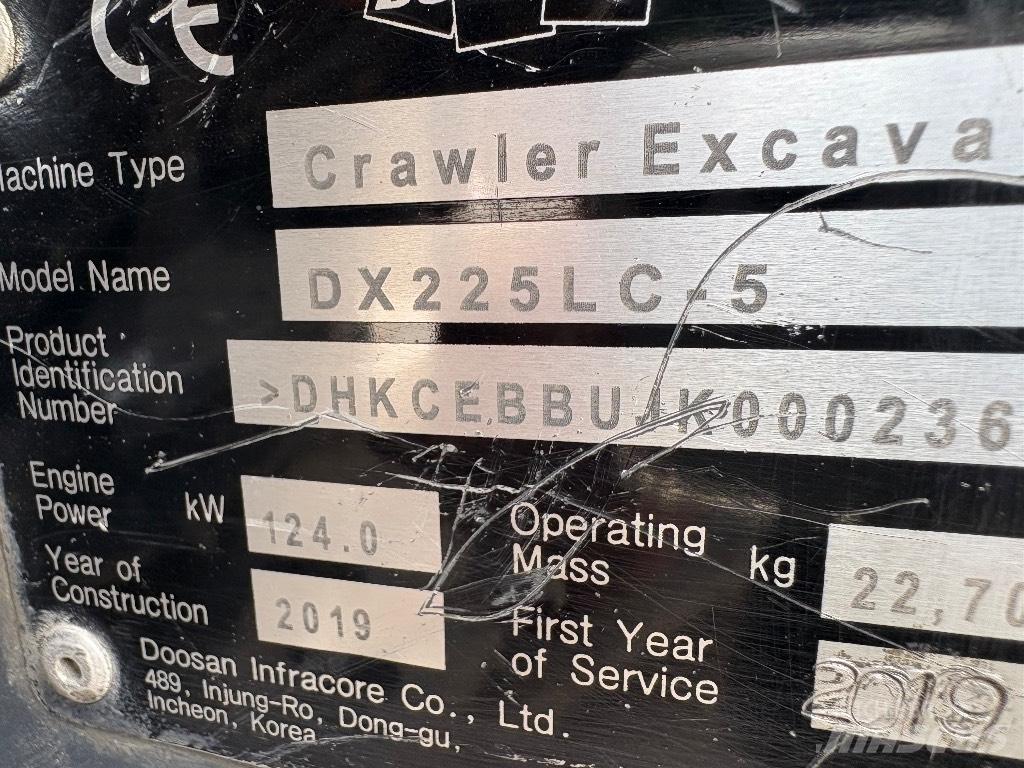 CE
Machine Type Crawler Excava
Model Name DX225LC-5
Product
Identification
Number >DHKCEBBUJK000236
Engine
Power kW 124.0
Operating
Mass kg 22,70
Year of
Construction 2019
First Year
of Service 2019
Doosan Infracore Co., Ltd.
489, Injung-Ro, Dong-gu,
Incheon, Korea